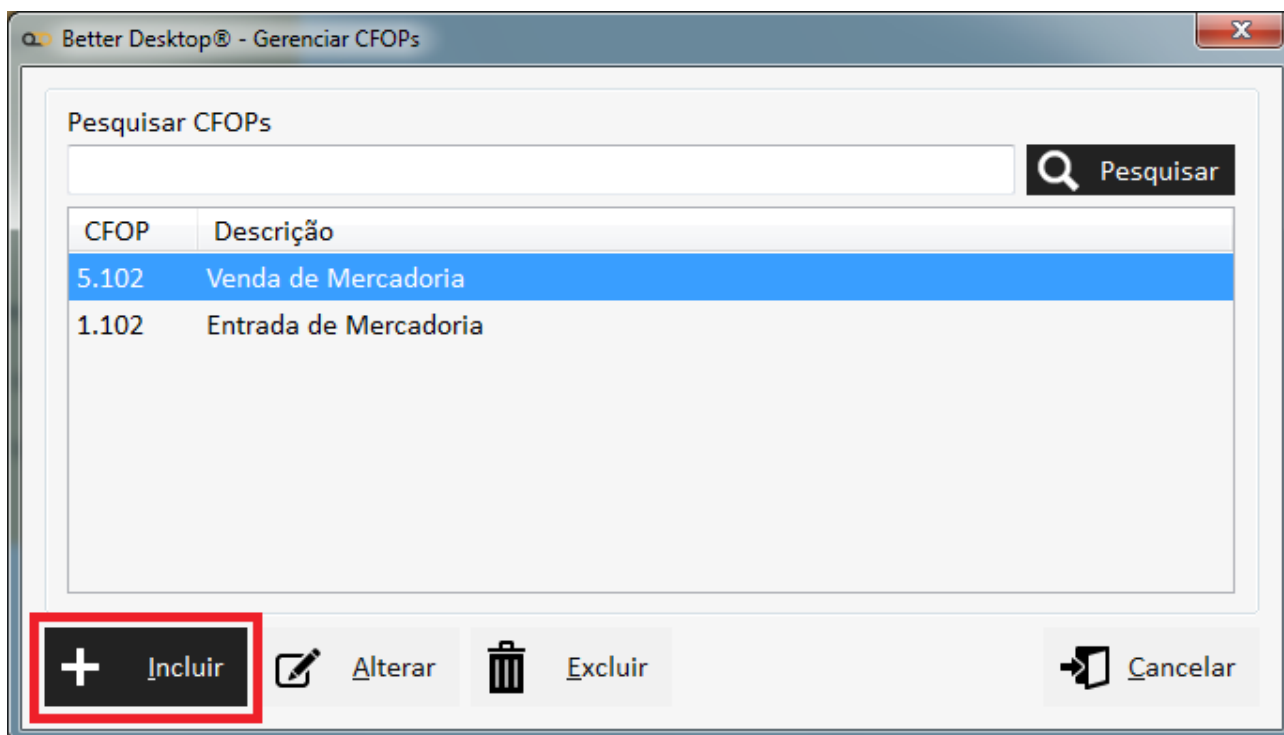 Better Desktop® - Gerenciar CFOPs
Pesquisar CFOPs
Pesquisar
CFOP Descrição
5.102 Venda de Mercadoria
1.102 Entrada de Mercadoria
Incluir Alterar Excluir Cancelar